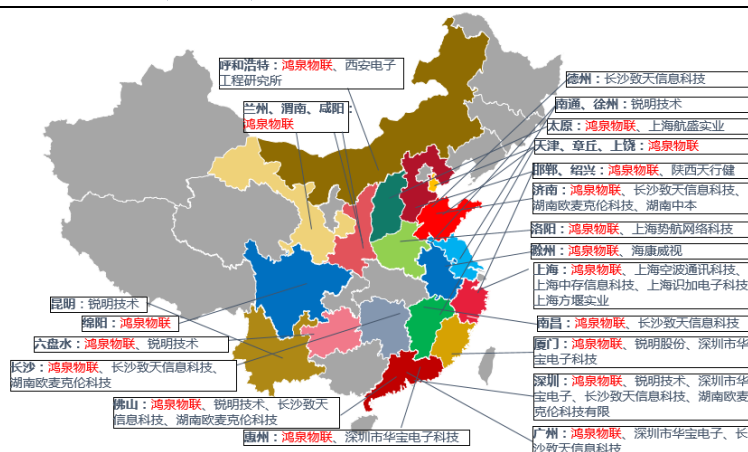 呼和浩特：鸿泉物联、西安电子
工程研究所
兰州、渭南、咸阳：
鸿泉物联
德州：长沙致天信息科技
南通、徐州：锐明技术
太原：鸿泉物联、上海航盛实业
天津、章丘、上饶：鸿泉物联
邯郸、绍兴：鸿泉物联、陕西天行健
济南：鸿泉物联、长沙致天信息科技、
湖南欧麦克伦科技、湖南中本
洛阳：鸿泉物联、上海势航网络科技
滁州：鸿泉物联、海康威视
上海：鸿泉物联、上海空波通讯科技、
上海中存信息科技、上海识加电子科技
上海方堰实业
昆明：锐明技术
绵阳：鸿泉物联
六盘水：鸿泉物联、锐明技术
长沙：鸿泉物联、长沙致天信息科技、
湖南欧麦克伦科技
南昌：鸿泉物联、长沙致天信息科技
厦门：鸿泉物联、锐明股份、深圳市华
宝电子科技
深圳：鸿泉物联、锐明技术、深圳市华
宝电子、长沙致天信息科技、湖南欧麦
克伦科技有限
佛山：鸿泉物联、锐明技术、长沙致天
信息科技、湖南欧麦克伦科技
惠州：鸿泉物联、深圳市华宝电子科技
广州：鸿泉物联、深圳市华宝电子、长
沙致天信息科技